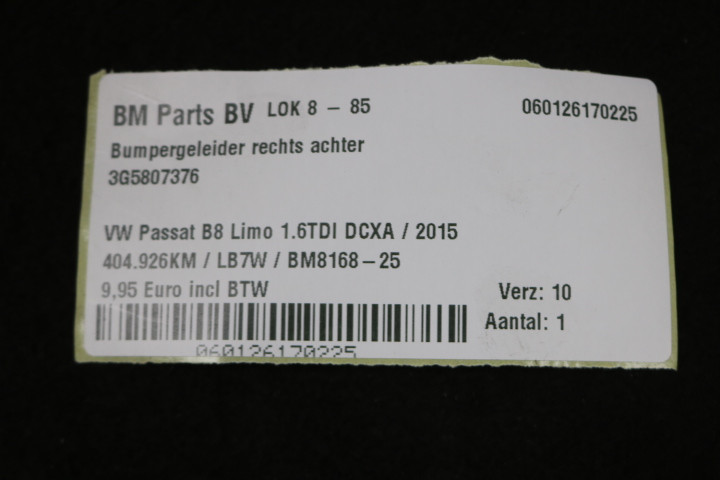 BM Parts BV LOK 8 - 85 060126170225
Bumpergeleider rechts achter
3G5807376
VW Passat B8 Limo 1.6TDI DCXA / 2015
404.926KM / LB7W / BM8168-25
9,95 Euro incl BTW Verz: 10
Aantal: 1
060126170225